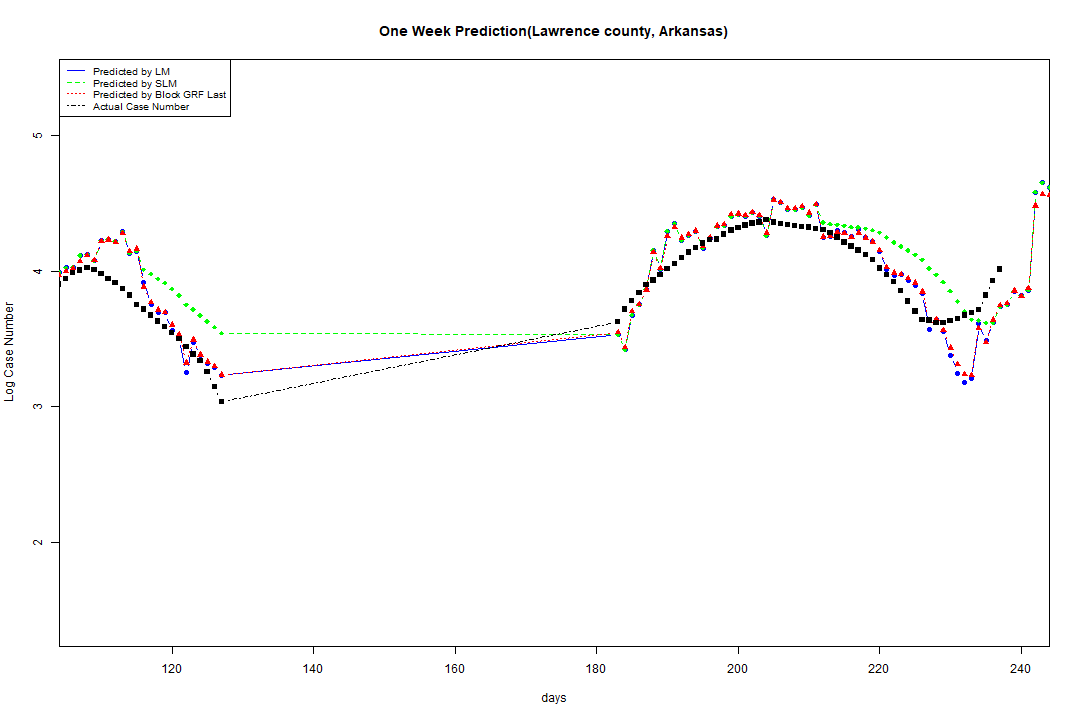 One Week Prediction(Lawrence county, Arkansas)
Predicted by LM
Predicted by SLM
Predicted by Block GRF Last
Actual Case Number
5
4
3
2
Log Case Number
120 140 160 180 200 220 240
days